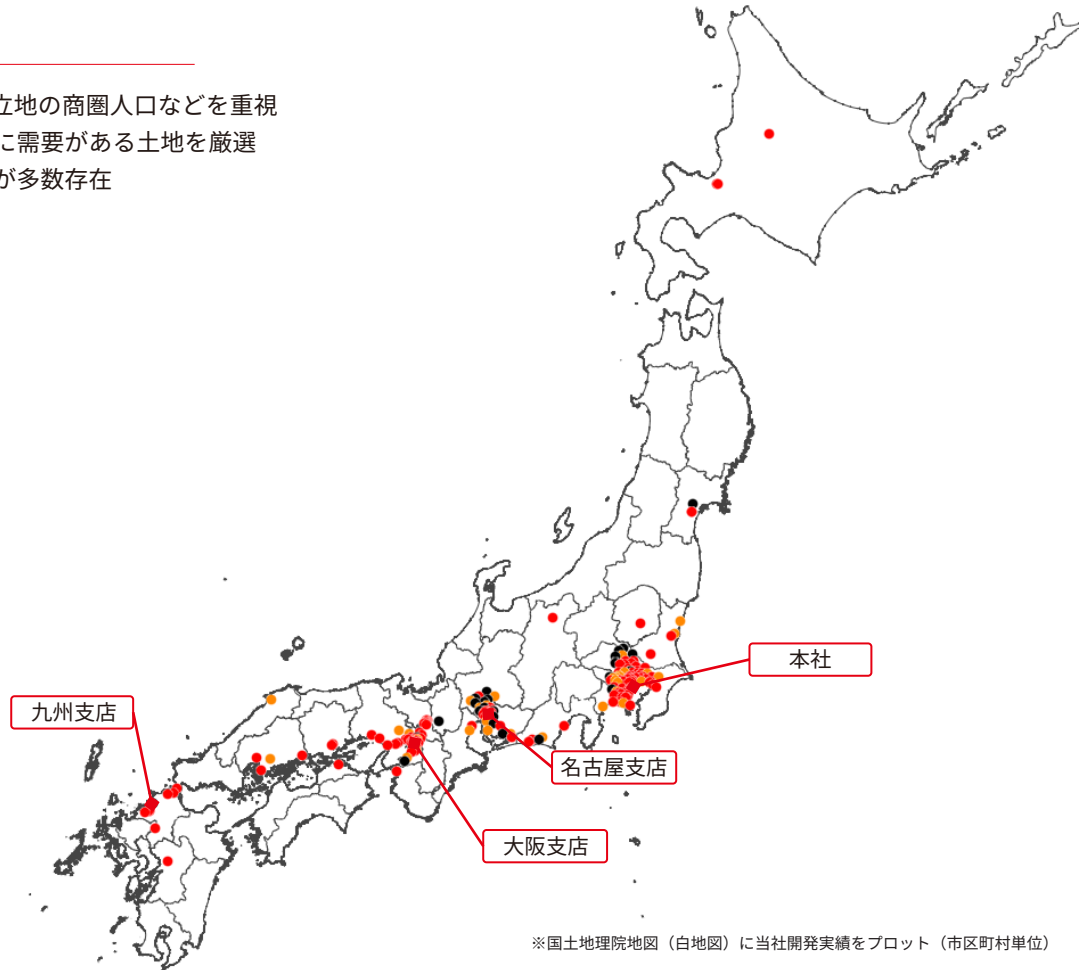 立地の商圏人口などを重視
に需要がある土地を厳選
が多数存在
本社
九州支店
名古屋支店
大阪支店
※国土地理院地図（白地図）に当社開発実績をプロット（市区町村単位）